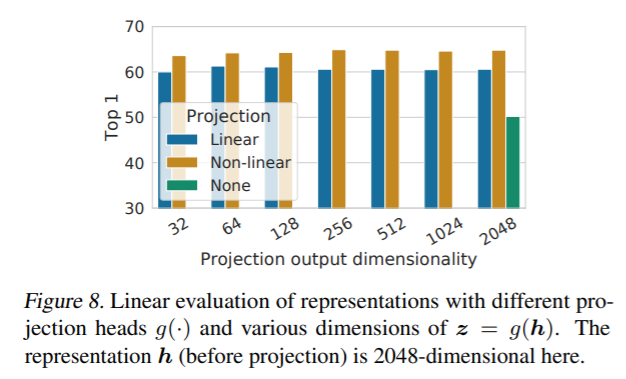 70
60
50
40
30
Top 1
Projection
Linear
Non-linear
None
32 64 128 256 512 1024 2048
Projection output dimensionality
Figure 8. Linear evaluation of representations with different pro-
jection heads g(·) and various dimensions of z = g(h). The
representation h (before projection) is 2048-dimensional here.